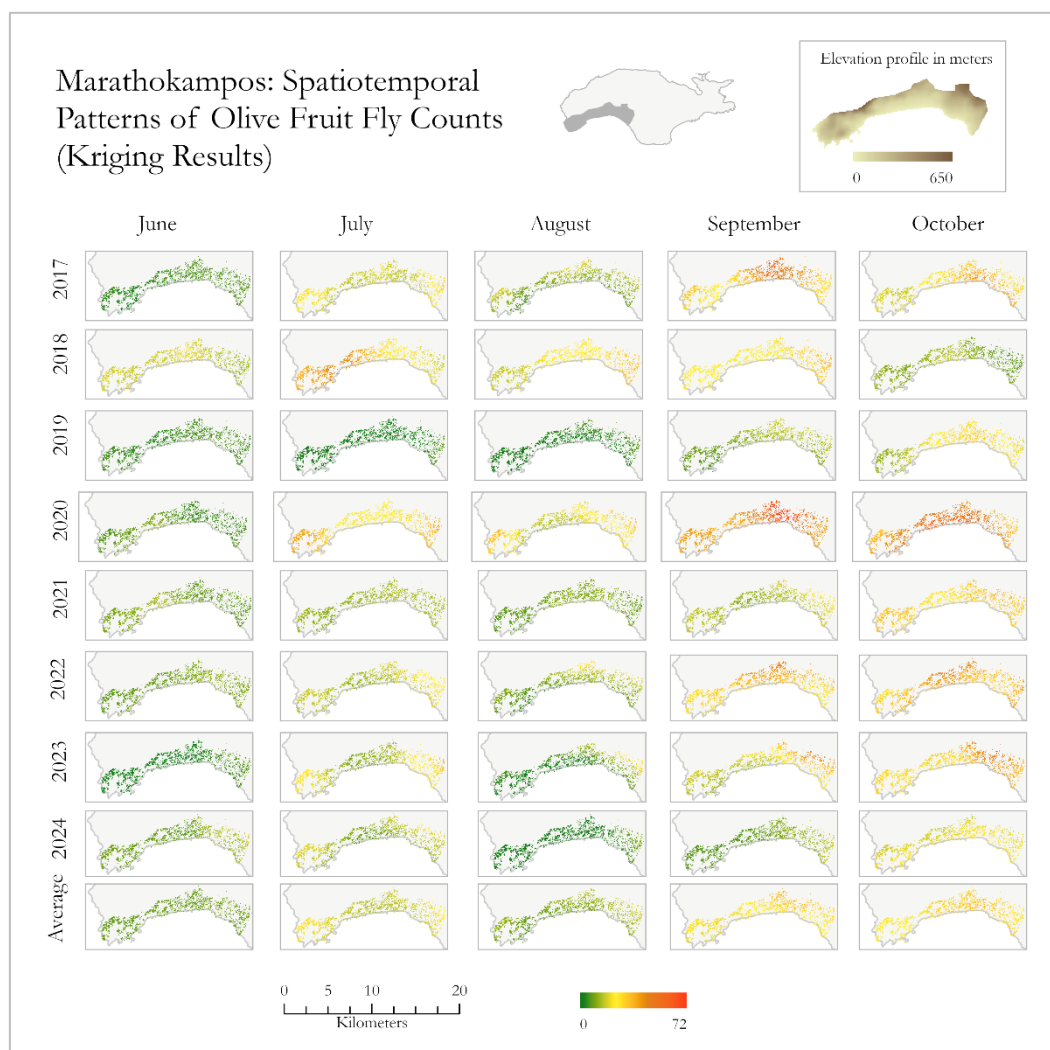 Marathokampos: Spatiotemporal
Patterns of Olive Fruit Fly Counts
(Kriging Results)
Elevation profile in meters
0 650
June July August September October
2017
2018
2019
2020
2021
2022
2023
2024
Average
0 5 10 20
Kilometers
0 72